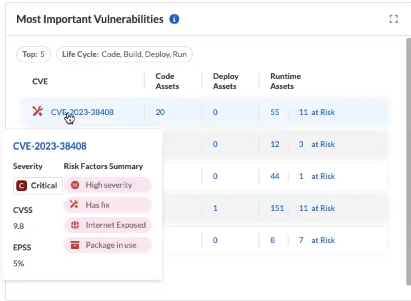 Most Important Vulnerabilities
Top: 5 Life Cycle: Code, Build, Deploy, Run
CVE Code Assets Deploy Assets Runtime Assets
CVE-2023-38408 20 0 55 11 at Risk
0 12 3 at Risk
0 44 1 at Risk
1 151 11 at Risk
0 8 7 at Risk
CVE-2023-38408
Severity Risk Factors Summary
C Critical High severity
Has fix
CVSS
9.8 Internet Exposed
EPSS Package in use
5%